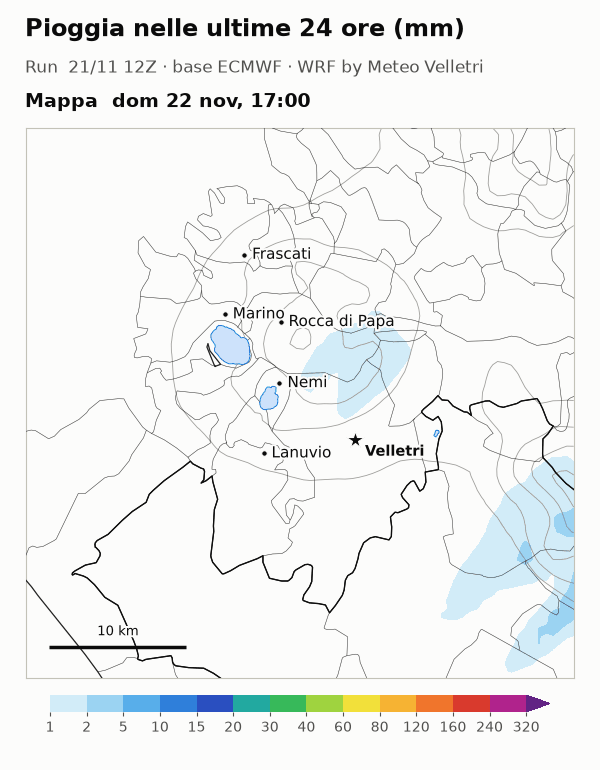 Pioggia nelle ultime 24 ore (mm)
Run  21/11 12Z · base ECMWF · WRF by Meteo Velletri
Mappa  dom 22 nov, 17:00
Frascati
Marino
Rocca di Papa
Nemi
Velletri
Lanuvio
10 km
1 2 5 10 15 20 30 40 60 80 120 160 240 320